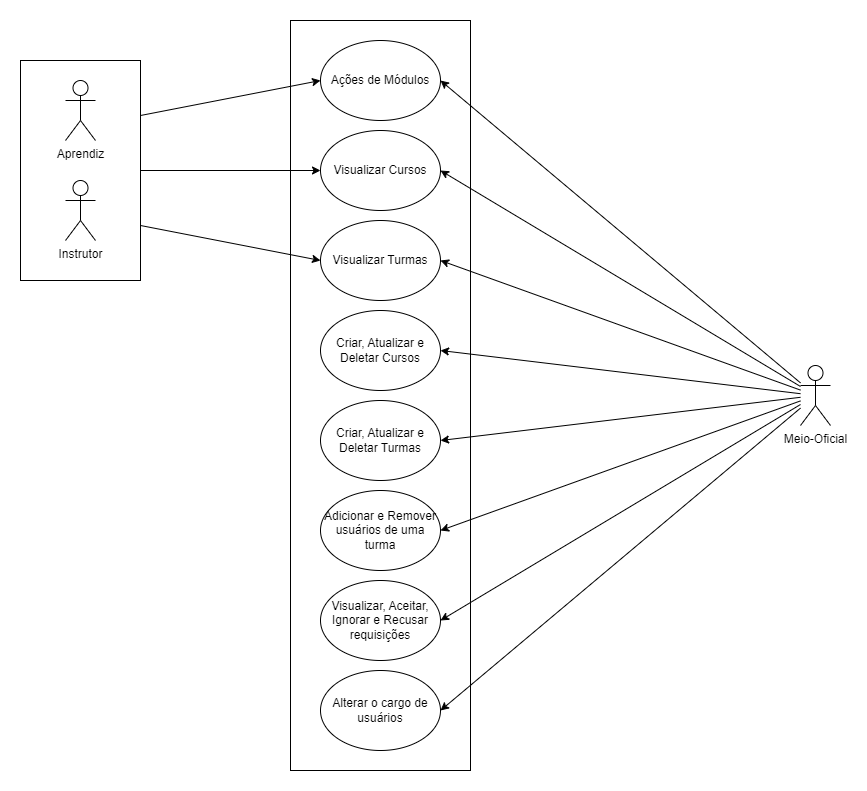 Aprendiz
Instrutor
Ações de Módulos
Visualizar Cursos
Visualizar Turmas
Criar, Atualizar e
Deletar Cursos
Criar, Atualizar e
Deletar Turmas
Adicionar e Remover
usuários de uma
turma
Visualizar, Aceitar,
Ignorar e Recusar
requisições
Alterar o cargo de
usuários
Meio-Oficial